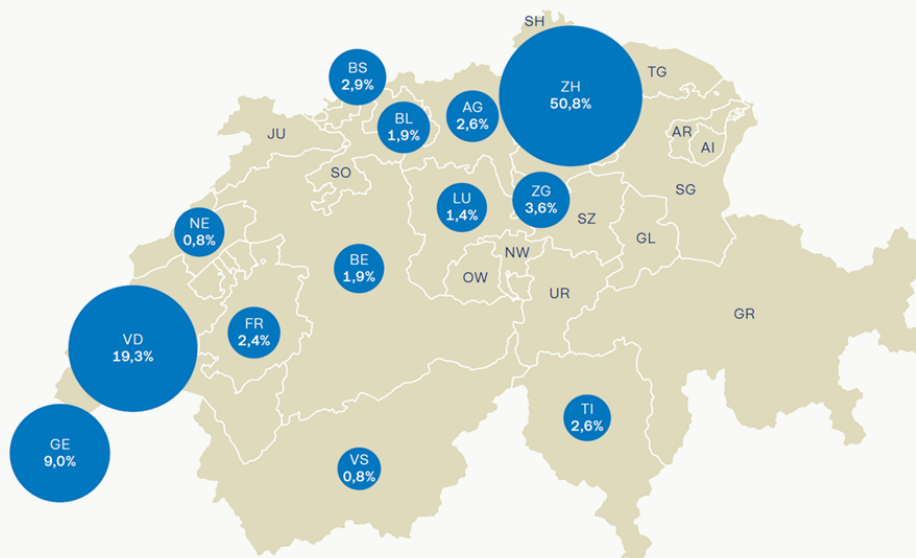 SH
BS
2,9%
ZH
50,8%
TG
AG
2,6%
BL
1,9%
JU
AR
AI
SO
SG
ZG
3,6%
LU
1,4%
SZ
NE
0,8%
GL
NW
BE
1,9%
OW
UR
GR
FR
2,4%
VD
19,3%
TI
2,6%
GE
9,0%
VS
0,8%